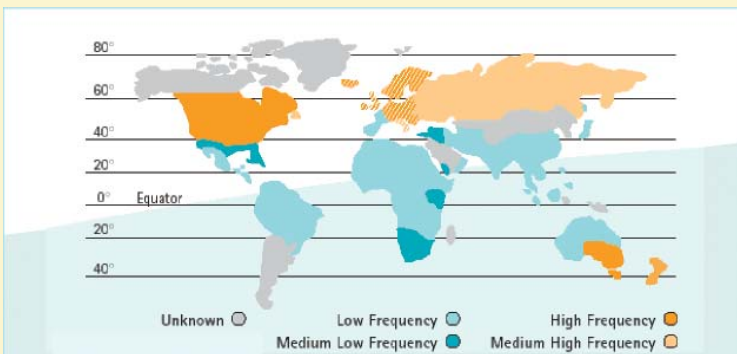 80°
60°
40°
20°
0° Equator
20°
40°
Unknown Low Frequency High Frequency
Medium Low Frequency Medium High Frequency